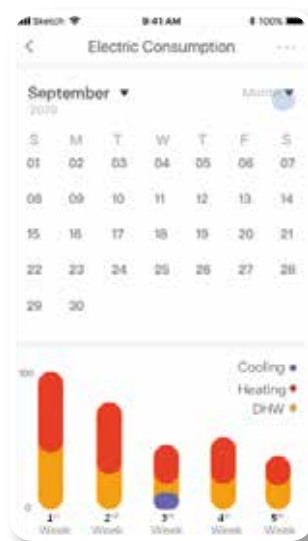 Sketch 9:41 AM 100%
< Electric Consumption ...
September ▼ Month ▼
S M T W T F S
01 02 03 04 05 06 07
08 09 10 11 12 13 14
15 16 17 18 19 20 21
22 23 24 25 26 27 28
29 30
Cooling
100
Heating
DHW
0
1st 2nd 3rd 4th 5th
Week Week Week Week Week